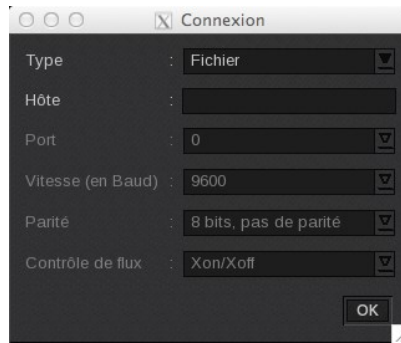 Connexion
Type : Fichier
Hôte :
Port : 0
Vitesse (en Baud) : 9600
Parité : 8 bits, pas de parité
Contrôle de flux : Xon/Xoff
OK